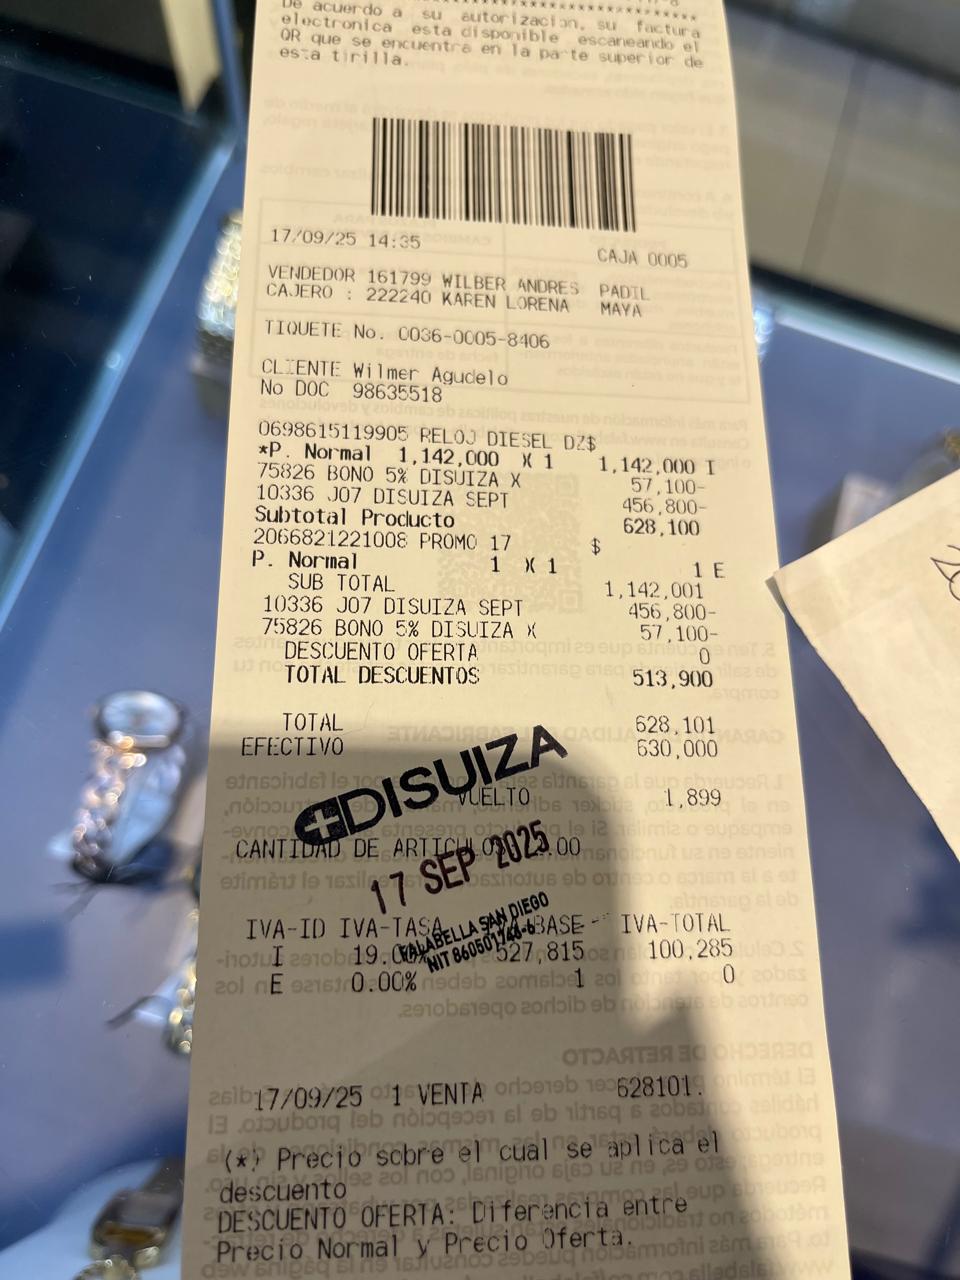 De acuerdo a su autorizacion, su factura
electronica esta disponible escaneando el
QR que se encuentra en la parte superior de
esta tirilla.
17/09/25 14:35 CAJA 0005
VENDEDOR 161799 WILBER ANDRES PADIL
CAJERO : 222240 KAREN LORENA MAYA
TIQUETE No. 0036-0005-8406
CLIENTE Wilmer Agudelo
No DOC 98635518
0698615119905 RELOJ DIESEL DZ$
*P. Normal 1,142,000 X 1 1,142,000 I
75826 BONO 5% DISUIZA X 57,100-
10336 J07 DISUIZA SEPT 456,800-
Subtotal Producto 628,100
2066821221008 PROMO 17 $
P. Normal 1 X 1 1 E
SUB TOTAL 1,142,001
10336 J07 DISUIZA SEPT 456,800-
75826 BONO 5% DISUIZA X 57,100-
DESCUENTO OFERTA 0
TOTAL DESCUENTOS 513,900
TOTAL 628,101
EFECTIVO 630,000
DISUIZA
VUELTO 1,899
CANTIDAD DE ARTICULO
17 SEP 2025
IVA-ID IVA-TASA BASE IVA-TOTAL
FALABELLA SAN DIEGO
I 19.00% 527,815 100,285
E 0.00% 1 0
17/09/25 1 VENTA 628101.
(*) Precio sobre el cual se aplica el
descuento
DESCUENTO OFERTA: Diferencia entre
Precio Normal y Precio Oferta.